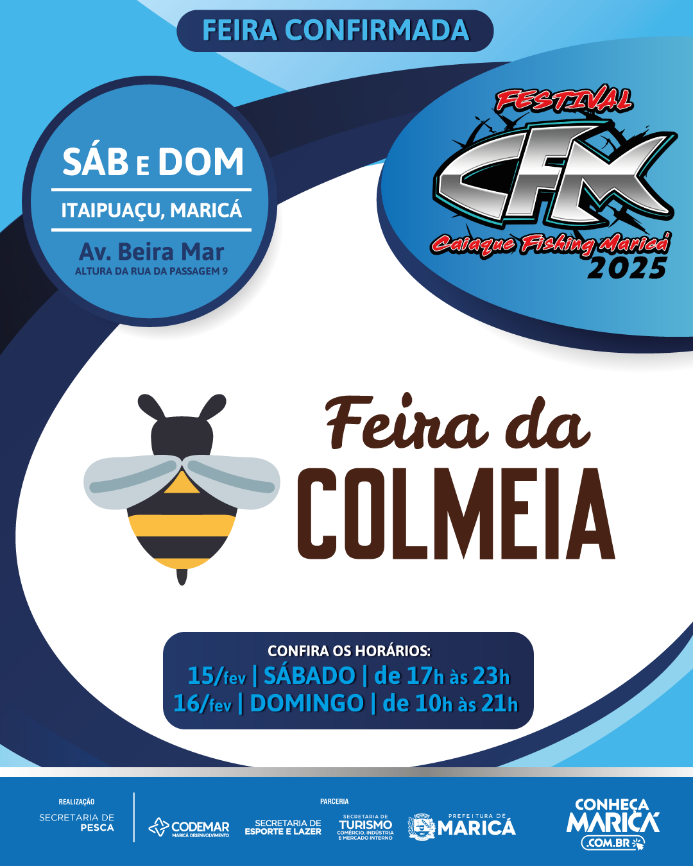 FEIRA CONFIRMADA
SÁB E DOM
ITAIPUAÇU, MARICÁ
Av. Beira Mar
ALTURA DA RUA DA PASSAGEM 9
FESTIVAL
CFM
Caiaque Fishing Maricá
2025
Feira da
COLMEIA
CONFIRA OS HORÁRIOS:
15/fev | SÁBADO | de 17h às 23h
16/fev | DOMINGO | de 10h às 21h
REALIZAÇÃO
SECRETARIA DE
PESCA
PARCERIA
CODEMAR
MARICÁ DESENVOLVIMENTO
SECRETARIA DE
ESPORTE E LAZER
SECRETARIA DE
TURISMO
COMÉRCIO, INDÚSTRIA
E MERCADO INTERNO
PREFEITURA DE
MARICÁ
CONHEÇA
MARICÁ
.COM.BR